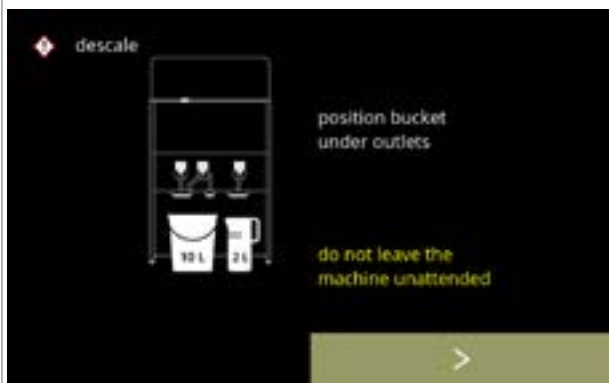 descale
position bucket
under outlets
10 L
2 L
do not leave the
machine unattended
>